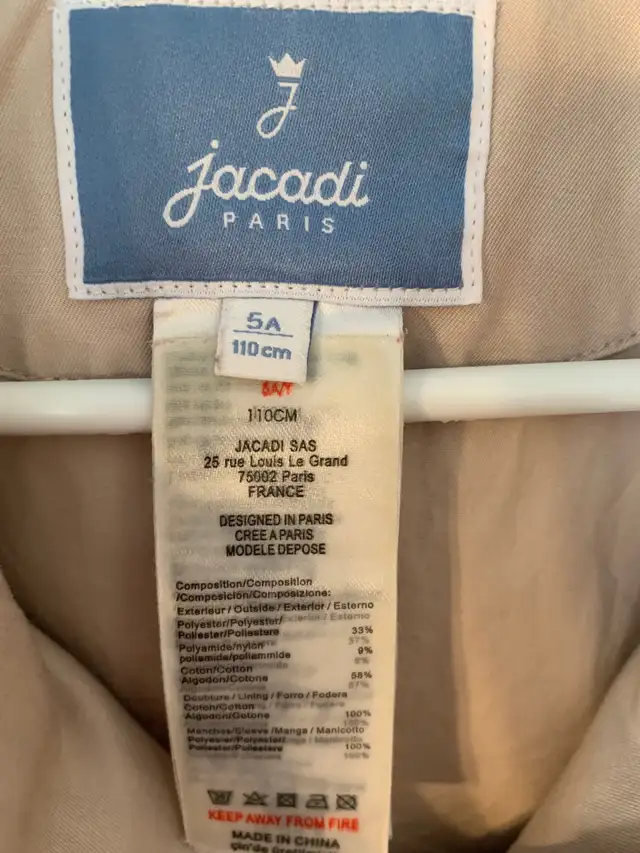 J
jacadi
PARIS
5A
110cm
5A/Y
110CM
JACADI SAS
25 rue Louis Le Grand
75002 Paris
FRANCE
DESIGNED IN PARIS
CREE A PARIS
MODELE DEPOSE
Composition/Composition
/Composición/Composizione:
Exterieur / Outside / Exterior / Esterno
Polyester/Polyester/
Poliester/Poliestere 33%
Polyamide/nylon
poliamide/poliammide 9%
Coton/Cotton
Algodon/Cotone 58%
Doublure / Lining / Forro / Fodera
Coton/Cotton
Algodon/Cotone 100%
Manches/Sleeve/Manga / Manicotto
Polyester/Polyester
Poliester/Poliestere 100%
KEEP AWAY FROM FIRE
MADE IN CHINA